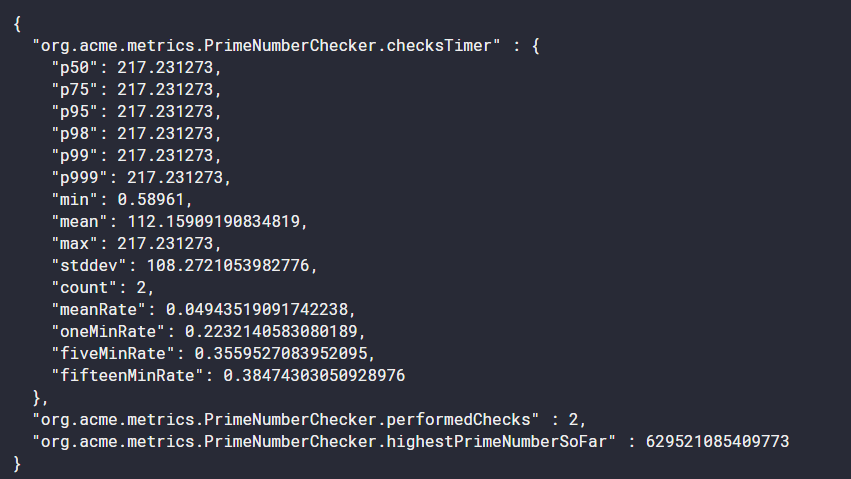 {
"org.acme.metrics.PrimeNumberChecker.checksTimer" : {
"p50": 217.231273,
"p75": 217.231273,
"p95": 217.231273,
"p98": 217.231273,
"p99": 217.231273,
"p999": 217.231273,
"min": 0.58961,
"mean": 112.15909190834819,
"max": 217.231273,
"stddev": 108.2721053982776,
"count": 2,
"meanRate": 0.04943519091742238,
"oneMinRate": 0.2232140583080189,
"fiveMinRate": 0.3559527083952095,
"fifteenMinRate": 0.38474303050928976
},
"org.acme.metrics.PrimeNumberChecker.performedChecks" : 2,
"org.acme.metrics.PrimeNumberChecker.highestPrimeNumberSoFar" : 629521085409773
}